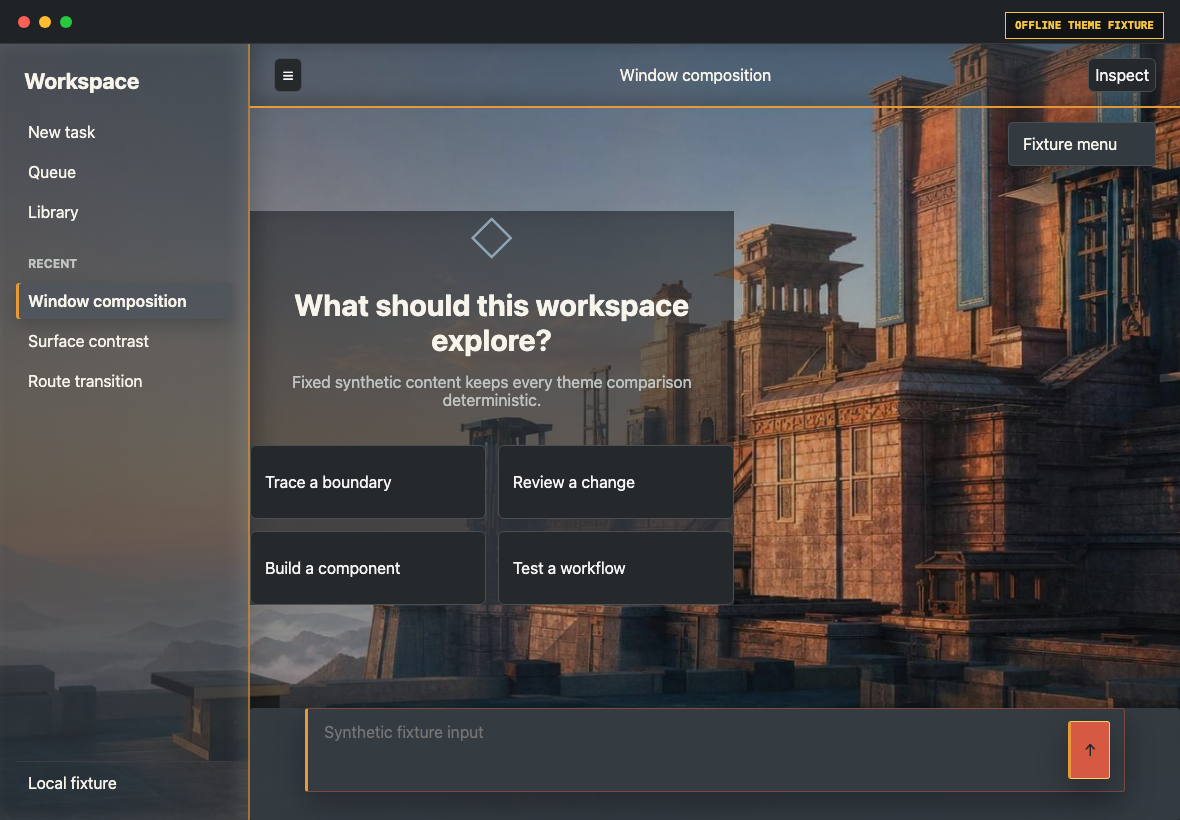 OFFLINE THEME FIXTURE
Workspace
New task
Queue
Library
RECENT
Window composition
Surface contrast
Route transition
Local fixture
Window composition
Inspect
Fixture menu
What should this workspace
explore?
Fixed synthetic content keeps every theme comparison
deterministic.
Trace a boundary
Review a change
Build a component
Test a workflow
Synthetic fixture input